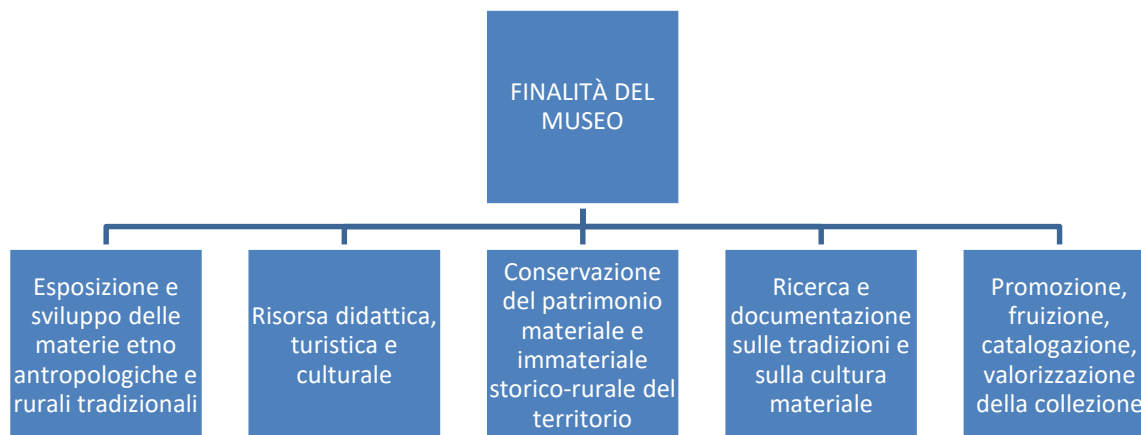 FINALITÀ DEL
MUSEO
Esposizione e
sviluppo delle
materie etno
antropologiche e
rurali tradizionali
Risorsa didattica,
turistica e
culturale
Conservazione
del patrimonio
materiale e
immateriale
storico-rurale del
territorio
Ricerca e
documentazione
sulle tradizioni e
sulla cultura
materiale
Promozione,
fruizione,
catalogazione,
valorizzazione
della collezione